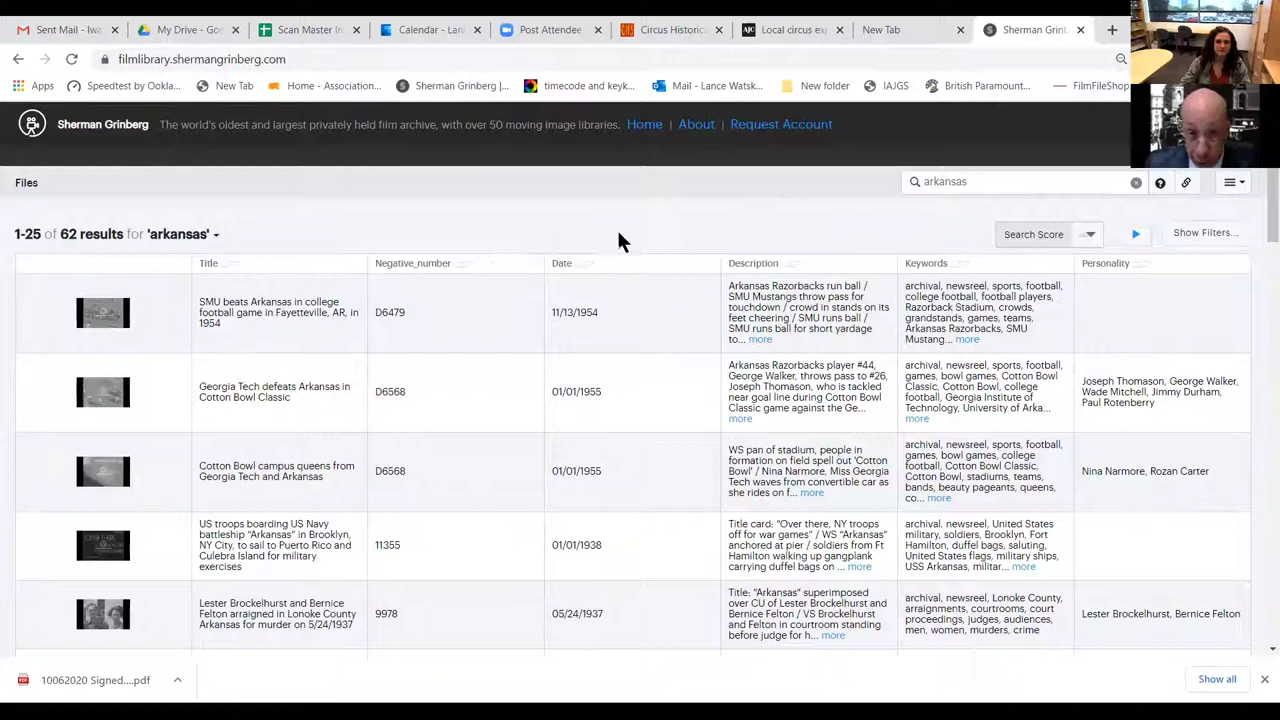 Sent Mail - Iwa
My Drive - Gor
Scan Master In
Calendar - Lan
Post Attendee
Circus Historic
AJC
Local circus ex
New Tab
Sherman Grin
filmlibrary.shermangrinberg.com
Apps
Speedtest by Ookla...
New Tab
Home - Association...
Sherman Grinberg |...
timecode and keyk...
Mail - Lance Watsk...
New folder
IAJGS
British Paramount...
FilmFileShop
Sherman Grinberg
The world's oldest and largest privately held film archive, with over 50 moving image libraries.
Home | About | Request Account
Files
arkansas
1-25 of 62 results for 'arkansas'
Search Score
Show Filters...
Title
Negative_number
Date
Description
Keywords
Personality
SMU beats Arkansas in college
football game in Fayetteville, AR, in
1954
D6479
11/13/1954
Arkansas Razorbacks run ball /
SMU Mustangs throw pass for
touchdown / crowd in stands on its
feet cheering / SMU runs ball /
SMU runs ball for short yardage
to... more
archival, newsreel, sports, football,
college football, football players,
Razorback Stadium, crowds,
grandstands, games, teams,
Arkansas Razorbacks, SMU
Mustang... more
Georgia Tech defeats Arkansas in
Cotton Bowl Classic
D6568
01/01/1955
Arkansas Razorbacks player #44,
George Walker, throws pass to #26,
Joseph Thomason, who is tackled
near goal line during Cotton Bowl
Classic game against the Ge...
more
archival, newsreel, sports, football,
games, bowl games, Cotton Bowl
Classic, Cotton Bowl, college
football, Georgia Institute of
Technology, University of Arka...
more
Joseph Thomason, George Walker,
Wade Mitchell, Jimmy Durham,
Paul Rotenberry
Cotton Bowl campus queens from
Georgia Tech and Arkansas
D6568
01/01/1955
WS pan of stadium, people in
formation on field spell out 'Cotton
Bowl' / Nina Narmore, Miss Georgia
Tech waves from convertible car as
she rides on f... more
archival, newsreel, sports, football,
games, bowl games, college
football, Cotton Bowl Classic,
Cotton Bowl, stadiums, teams,
bands, beauty pageants, queens,
co... more
Nina Narmore, Rozan Carter
US troops boarding US Navy
battleship "Arkansas" in Brooklyn,
NY City, to sail to Puerto Rico and
Culebra Island for military
exercises
11355
01/01/1938
Title card: "Over there, NY troops
off for war games" / WS "Arkansas"
anchored at pier / soldiers from Ft
Hamilton walking up gangplank
carrying duffel bags on ... more
archival, newsreel, United States
military, soldiers, Brooklyn, Fort
Hamilton, duffel bags, saluting,
United States flags, military ships,
USS Arkansas, militar... more
Lester Brockelhurst and Bernice
Felton arraigned in Lonoke County
Arkansas for murder on 5/24/1937
9978
05/24/1937
Title: "Arkansas" superimposed
over CU of Lester Brockelhurst and
Bernice Felton / VS Brockelhurst
and Felton in courtroom standing
before judge for h... more
archival, newsreel, Lonoke County,
arraignments, courtrooms, court
proceedings, judges, audiences,
men, women, murders, crime
Lester Brockelhurst, Bernice Felton
10062020 Signed....pdf
Show all